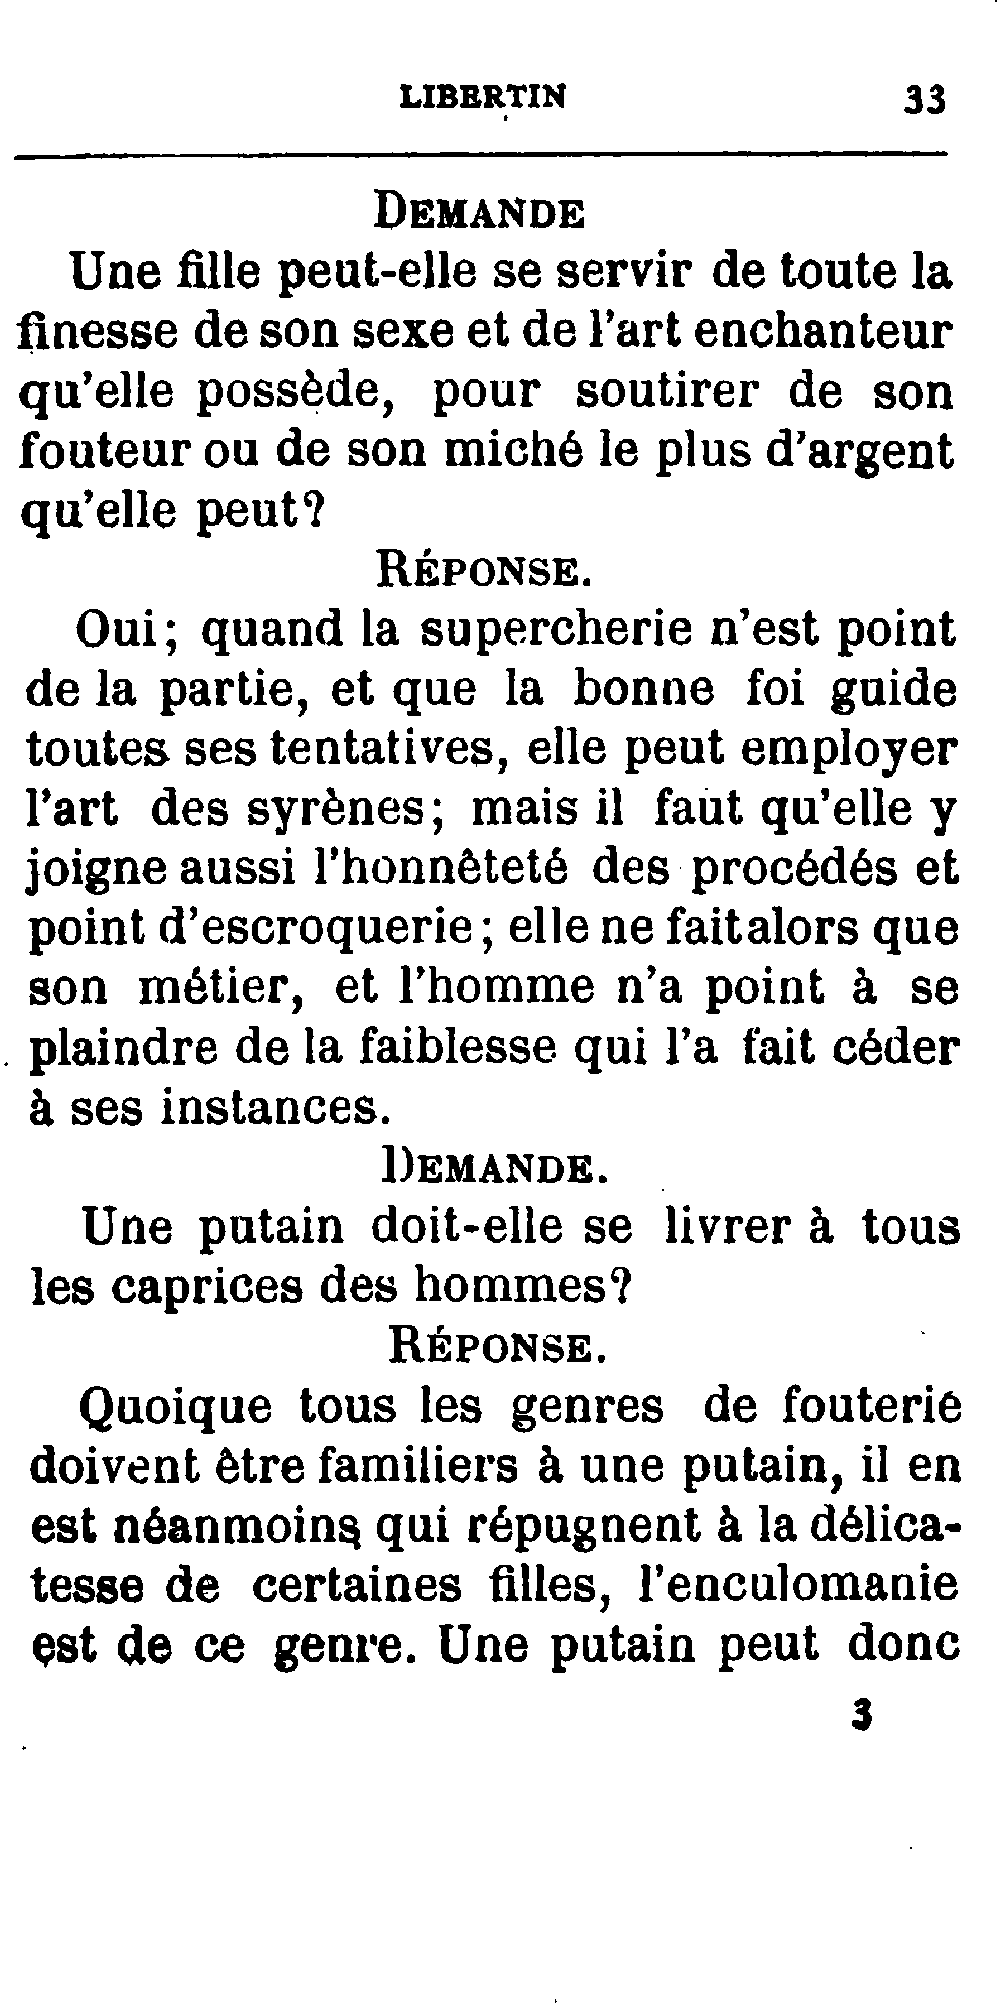 LIBERTIN 33
DEMANDE
Une fille peut-elle se servir de toute la
finesse de son sexe et de l'art enchanteur
qu'elle possède, pour soutirer de son
fouteur ou de son miché le plus d'argent
qu'elle peut?
RÉPONSE.
Oui; quand la supercherie n'est point
de la partie, et que la bonne foi guide
toutes ses tentatives, elle peut employer
l'art des syrènes; mais il faut qu'elle y
joigne aussi l'honnêteté des procédés et
point d'escroquerie; elle ne fait alors que
son métier, et l'homme n'a point à se
plaindre de la faiblesse qui l'a fait céder
à ses instances.
DEMANDE.
Une putain doit-elle se livrer à tous
les caprices des hommes?
RÉPONSE.
Quoique tous les genres de fouterie
doivent être familiers à une putain, il en
est néanmoins qui répugnent à la délica-
tesse de certaines filles, l'enculomanie
est de ce genre. Une putain peut donc
3